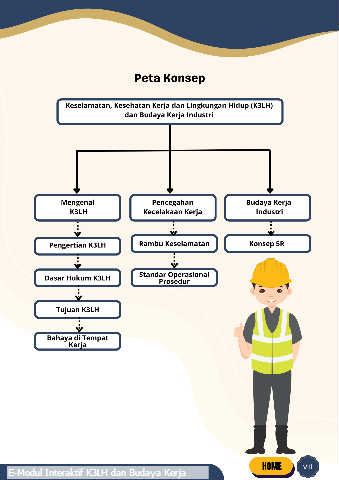 Peta Konsep
Keselamatan, Kesehatan Kerja dan Lingkungan Hidup (K3LH)
dan Budaya Kerja Industri
Mengenal
K3LH
Pencegahan
Kecelakaan Kerja
Budaya Kerja
Industri
Pengertian K3LH
Rambu Keselamatan
Konsep 5R
Dasar Hukum K3LH
Standar Operasional
Prosedur
Tujuan K3LH
Bahaya di Tempat
Kerja
E-Modul Interaktif K3LH dan Budaya Kerja
HOME